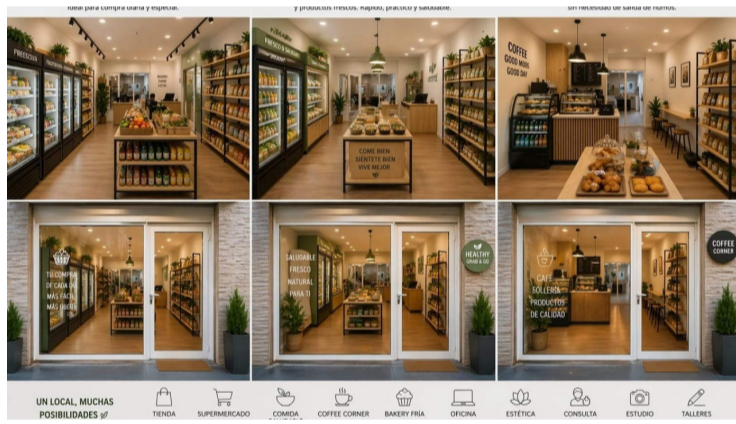 ideal para compra diaria y especial.
y productos frescos. Rápido, práctico y saludable.
sin necesidad de salida de humos.
FRESCO & SALUDABLE
COFFEE
GOOD MOOD
GOOD DAY
COME BIEN
SIÉNTETE BIEN
VIVE MEJOR
TU COMPRA
DE CADA DÍA
MÁS FÁCIL
SALUDABLE
FRESCO
NATURAL
PARA TI
HEALTHY
GRAB & GO
CAFÉ
BOLLERÍA
PRODUCTOS
DE CALIDAD
COFFEE
CORNER
UN LOCAL, MUCHAS
POSIBILIDADES
TIENDA
SUPERMERCADO
COMIDA
SALUDABLE
COFFEE CORNER
BAKERY FRÍA
OFICINA
ESTÉTICA
CONSULTA
ESTUDIO
TALLERES